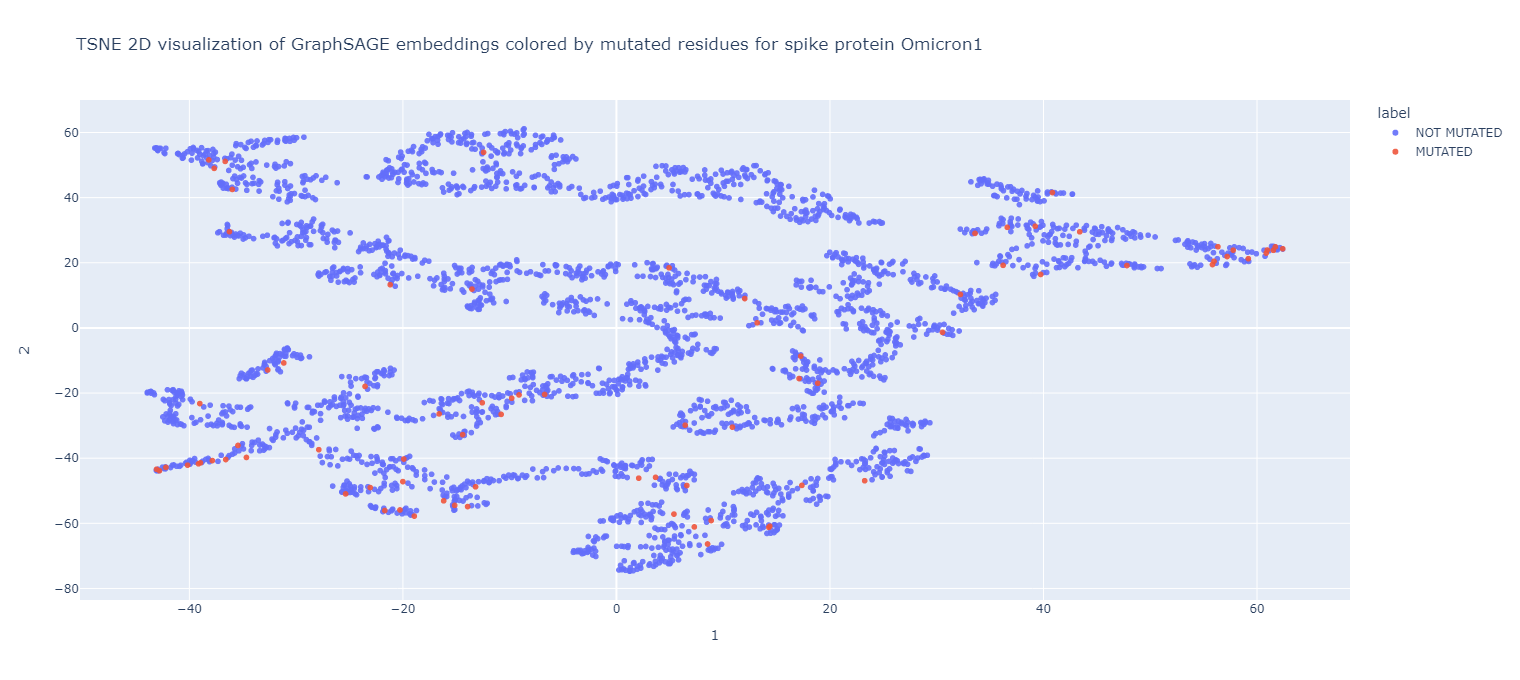 TSNE 2D visualization of GraphSAGE embeddings colored by mutated residues for spike protein Omicron1
label
NOT MUTATED
MUTATED
60
40
20
0
−20
−40
−60
−80
2
−40 −20 0 20 40 60
1